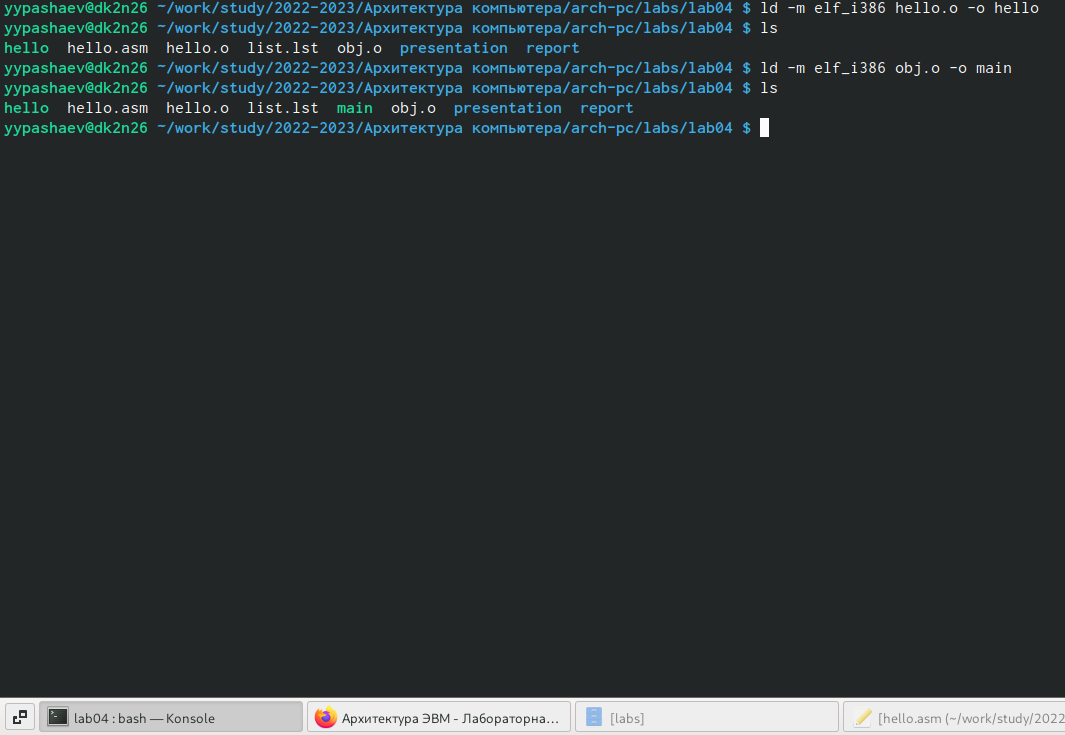 yypashaev@dk2n26 ~/work/study/2022-2023/Архитектура компьютера/arch-pc/labs/lab04 $ ld -m elf_i386 hello.o -o hello
yypashaev@dk2n26 ~/work/study/2022-2023/Архитектура компьютера/arch-pc/labs/lab04 $ ls
hello  hello.asm  hello.o  list.lst  obj.o  presentation  report
yypashaev@dk2n26 ~/work/study/2022-2023/Архитектура компьютера/arch-pc/labs/lab04 $ ld -m elf_i386 obj.o -o main
yypashaev@dk2n26 ~/work/study/2022-2023/Архитектура компьютера/arch-pc/labs/lab04 $ ls
hello  hello.asm  hello.o  list.lst  main  obj.o  presentation  report
yypashaev@dk2n26 ~/work/study/2022-2023/Архитектура компьютера/arch-pc/labs/lab04 $
lab04 : bash — Konsole
Архитектура ЭВМ - Лабораторна...
[labs]
[hello.asm (~/work/study/2022